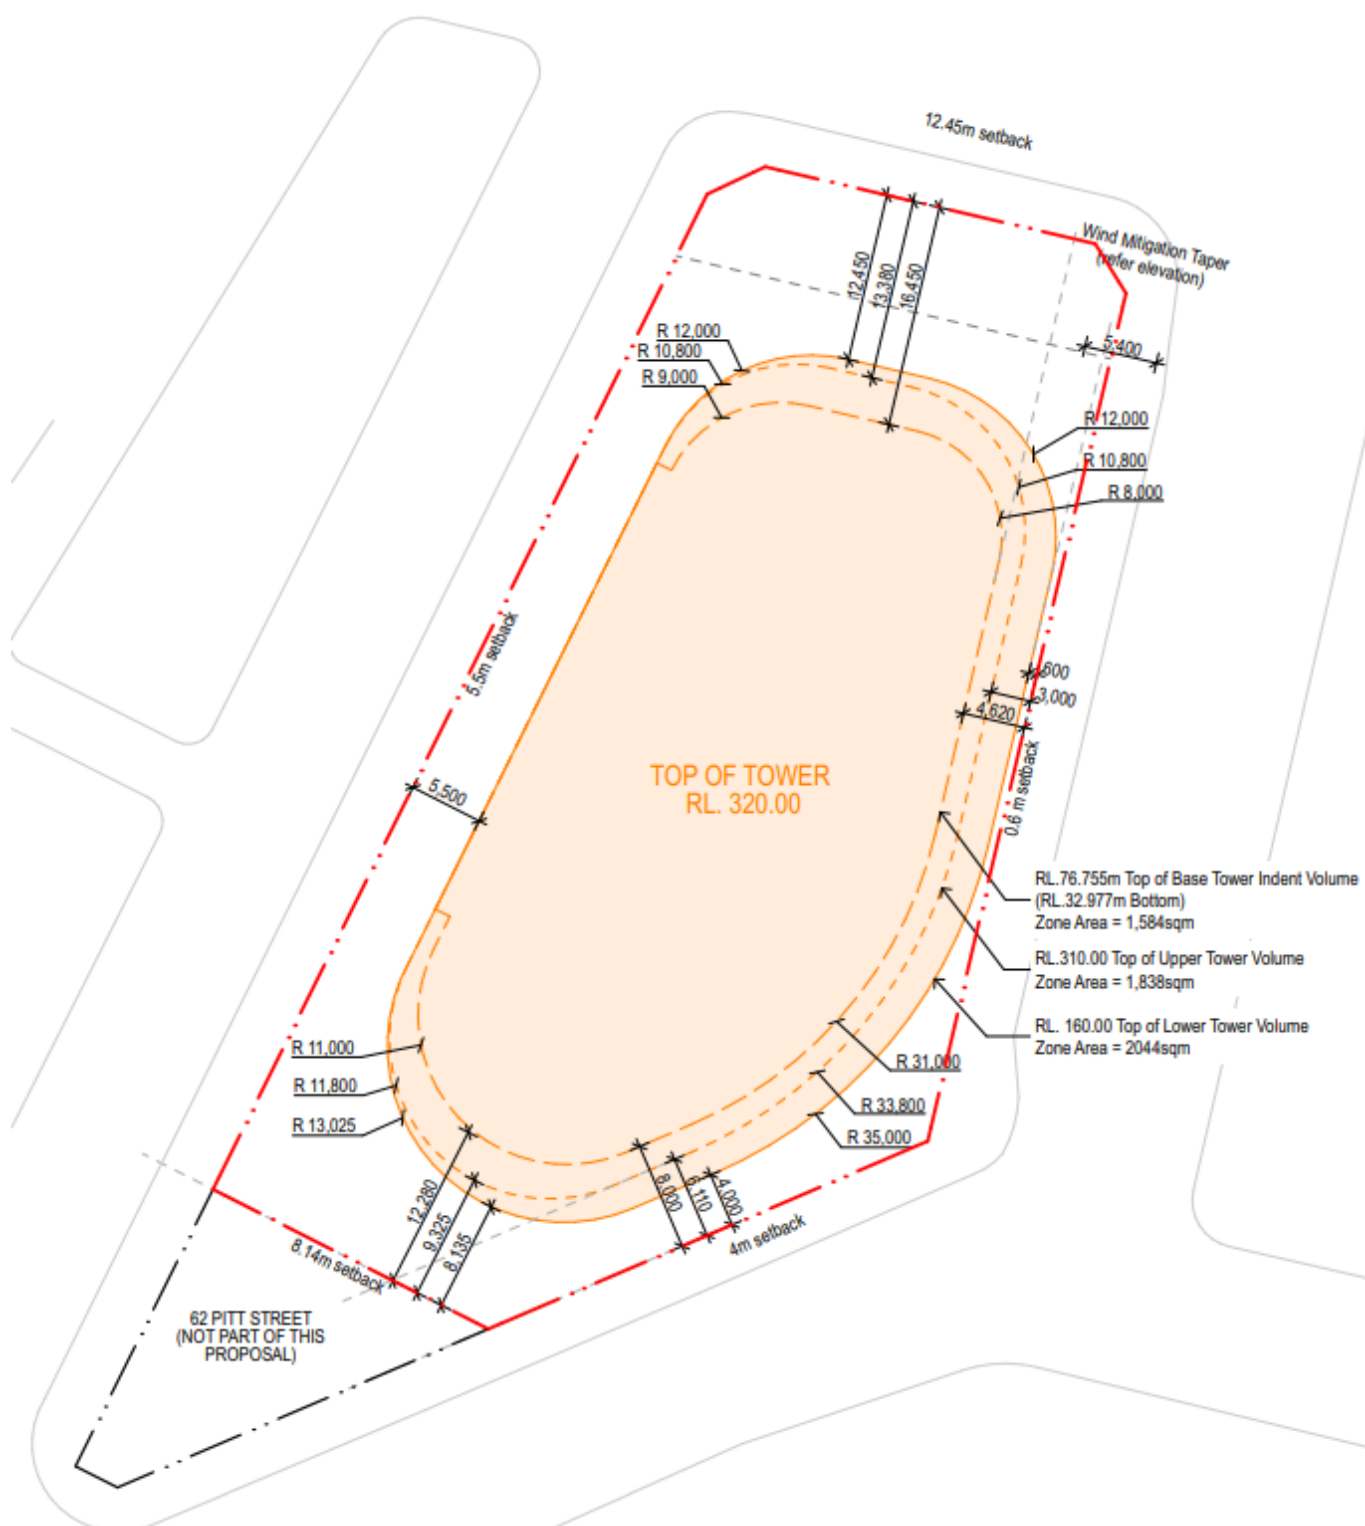 12.45m setback
Wind Mitigation Taper
(refer elevation)
12,450
13,380
16,450
5,400
R 12,000
R 10,800
R 9,000
R 12,000
R 10,800
R 8,000
5.5m setback
600
3,000
4,620
0.6 m setback
5,500
TOP OF TOWER
RL. 320.00
RL.76.755m Top of Base Tower Indent Volume
(RL.32.977m Bottom)
Zone Area = 1,584sqm
RL.310.00 Top of Upper Tower Volume
Zone Area = 1,838sqm
RL. 160.00 Top of Lower Tower Volume
Zone Area = 2044sqm
R 11,000
R 11,800
R 13,025
R 31,000
R 33,800
R 35,000
12,280
9,325
8,135
8,000
6,110
4,000
4m setback
8.14m setback
62 PITT STREET
(NOT PART OF THIS
PROPOSAL)